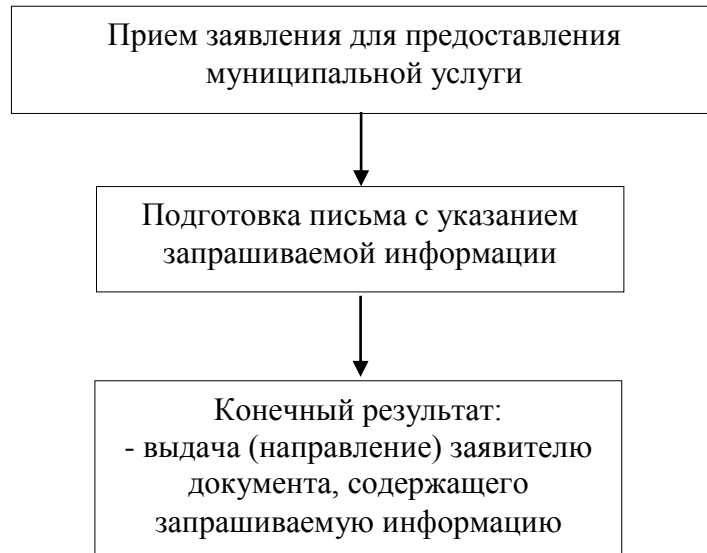 Прием заявления для предоставления
муниципальной услуги
Подготовка письма с указанием
запрашиваемой информации
Конечный результат:
- выдача (направление) заявителю
документа, содержащего
запрашиваемую информацию